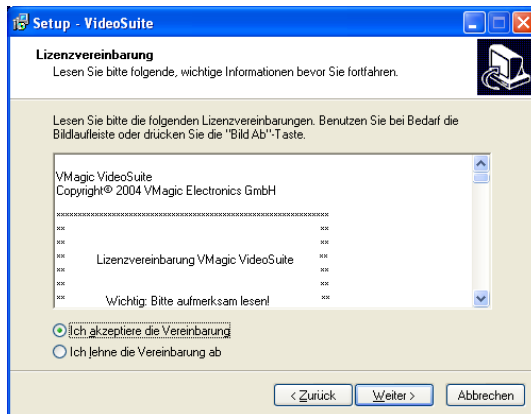 Setup - VideoSuite
Lizenzvereinbarung
Lesen Sie bitte folgende, wichtige Informationen bevor Sie fortfahren.
Lesen Sie bitte die folgenden Lizenzvereinbarungen. Benutzen Sie bei Bedarf die
Bildlaufleiste oder drücken Sie die "Bild Ab"-Taste.
VMagic VideoSuite
Copyright© 2004 VMagic Electronics GmbH
××××××××××××××××××××××××××××××××××××××××××××××××××××××××××××××
×× ××
×× ××
×× Lizenzvereinbarung VMagic VideoSuite ××
×× ××
×× ××
×× Wichtig: Bitte aufmerksam lesen! ××
Ich akzeptiere die Vereinbarung
Ich lehne die Vereinbarung ab
< Zurück Weiter > Abbrechen